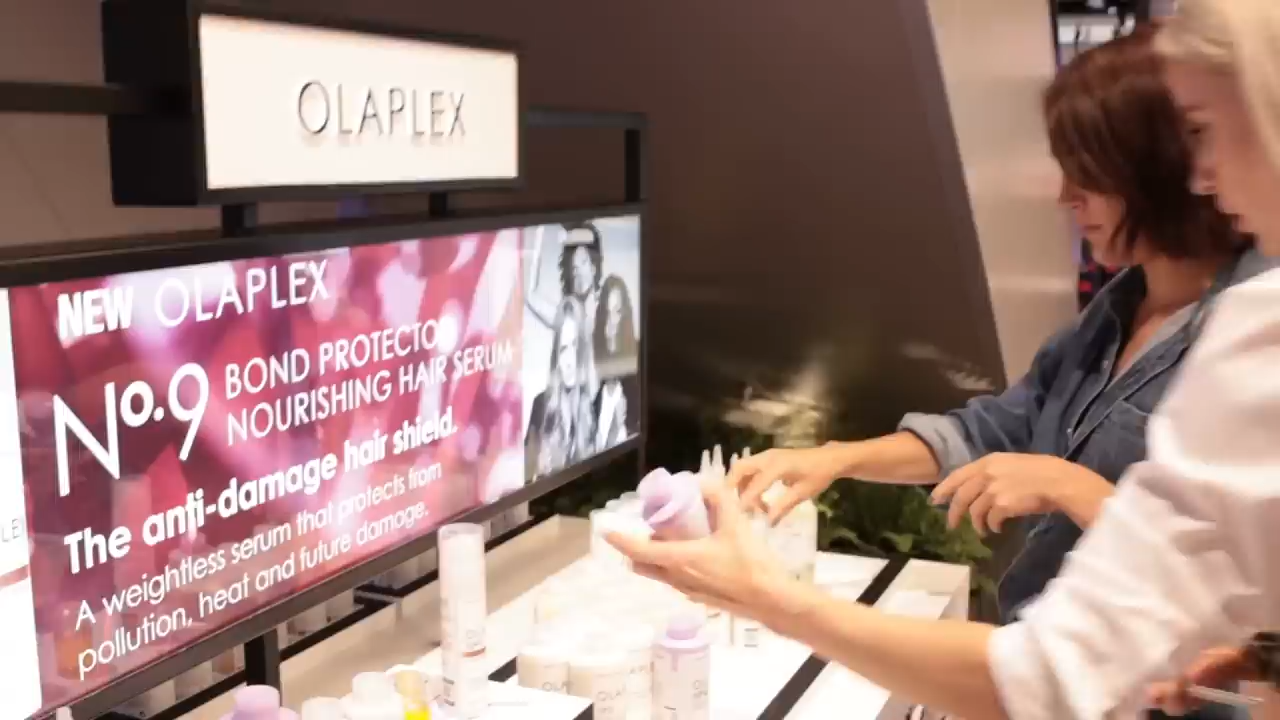 OLAPLEX
NEW OLAPLEX
Nº.9 BOND PROTECTOR
NOURISHING HAIR SERUM
The anti-damage hair shield.
A weightless serum that protects from
pollution, heat and future damage.